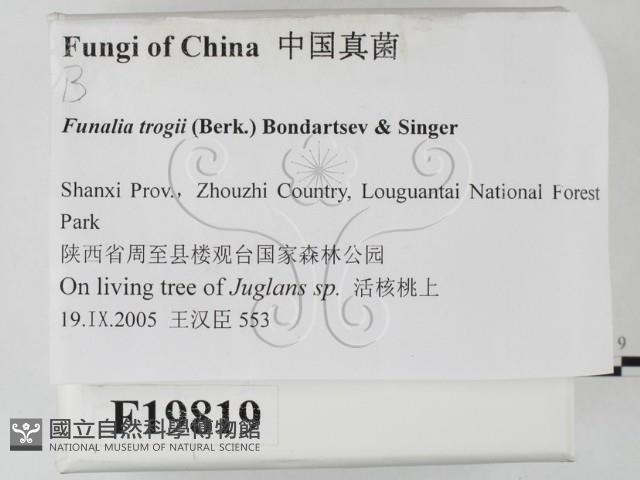 Fungi of China 中国真菌
B
Funalia trogii (Berk.) Bondartsev & Singer
Shanxi Prov., Zhouzhi Country, Louguantai National Forest
Park
陕西省周至县楼观台国家森林公园
On living tree of Juglans sp. 活核桃上
19.IX.2005 王汉臣 553
9
F19819
國立自然科學博物館
NATIONAL MUSEUM OF NATURAL SCIENCE